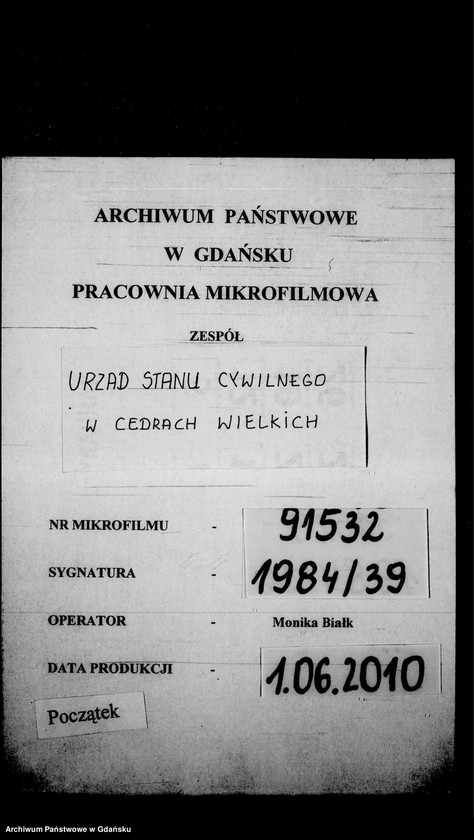 ARCHIWUM PAŃSTWOWE
W GDAŃSKU
PRACOWNIA MIKROFILMOWA
ZESPÓŁ
URZĄD STANU CYWILNEGO
W CEDRACH WIELKICH
NR MIKROFILMU - 91532
SYGNATURA - 1984/39
OPERATOR - Monika Białk
DATA PRODUKCJI - 1.06.2010
Początek
Archiwum Państwowe w Gdańsku